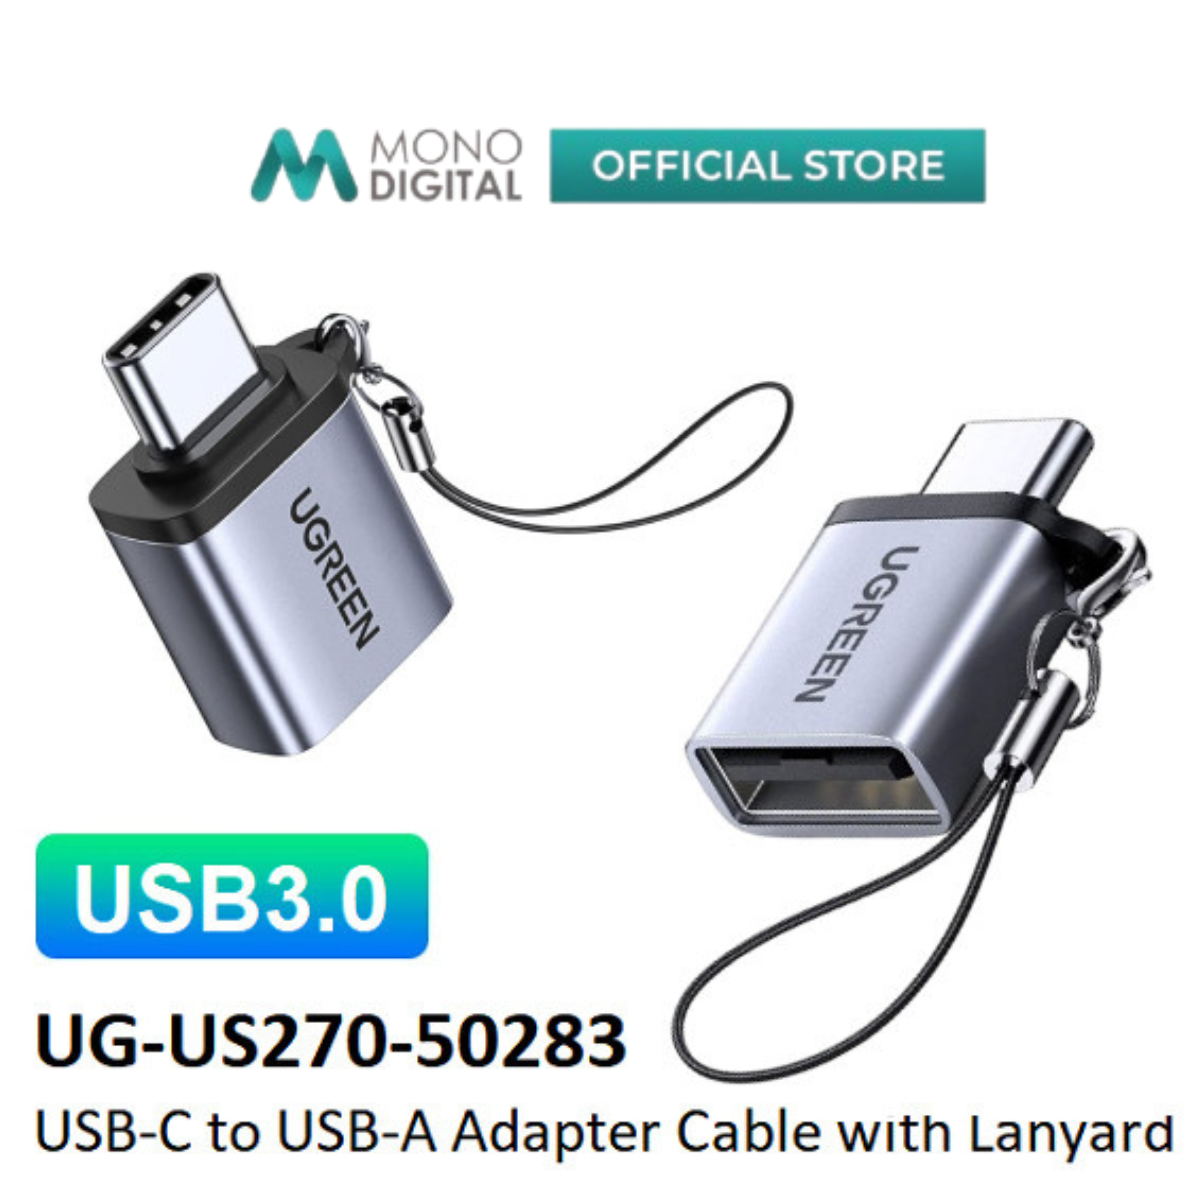 MONO
DIGITAL
OFFICIAL STORE
UGREEN
UGREEN
USB3.0
UG-US270-50283
USB-C to USB-A Adapter Cable with Lanyard